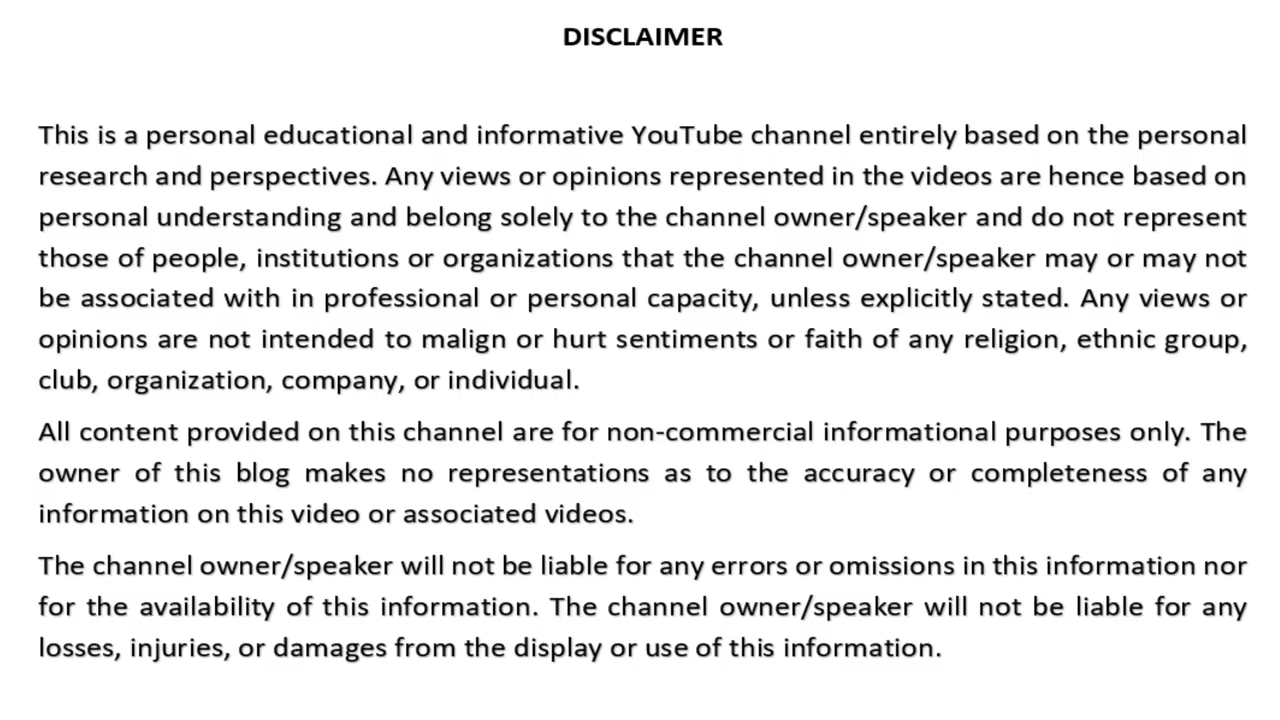 DISCLAIMER
This is a personal educational and informative YouTube channel entirely based on the personal
research and perspectives. Any views or opinions represented in the videos are hence based on
personal understanding and belong solely to the channel owner/speaker and do not represent
those of people, institutions or organizations that the channel owner/speaker may or may not
be associated with in professional or personal capacity, unless explicitly stated. Any views or
opinions are not intended to malign or hurt sentiments or faith of any religion, ethnic group,
club, organization, company, or individual.
All content provided on this channel are for non-commercial informational purposes only. The
owner of this blog makes no representations as to the accuracy or completeness of any
information on this video or associated videos.
The channel owner/speaker will not be liable for any errors or omissions in this information nor
for the availability of this information. The channel owner/speaker will not be liable for any
losses, injuries, or damages from the display or use of this information.